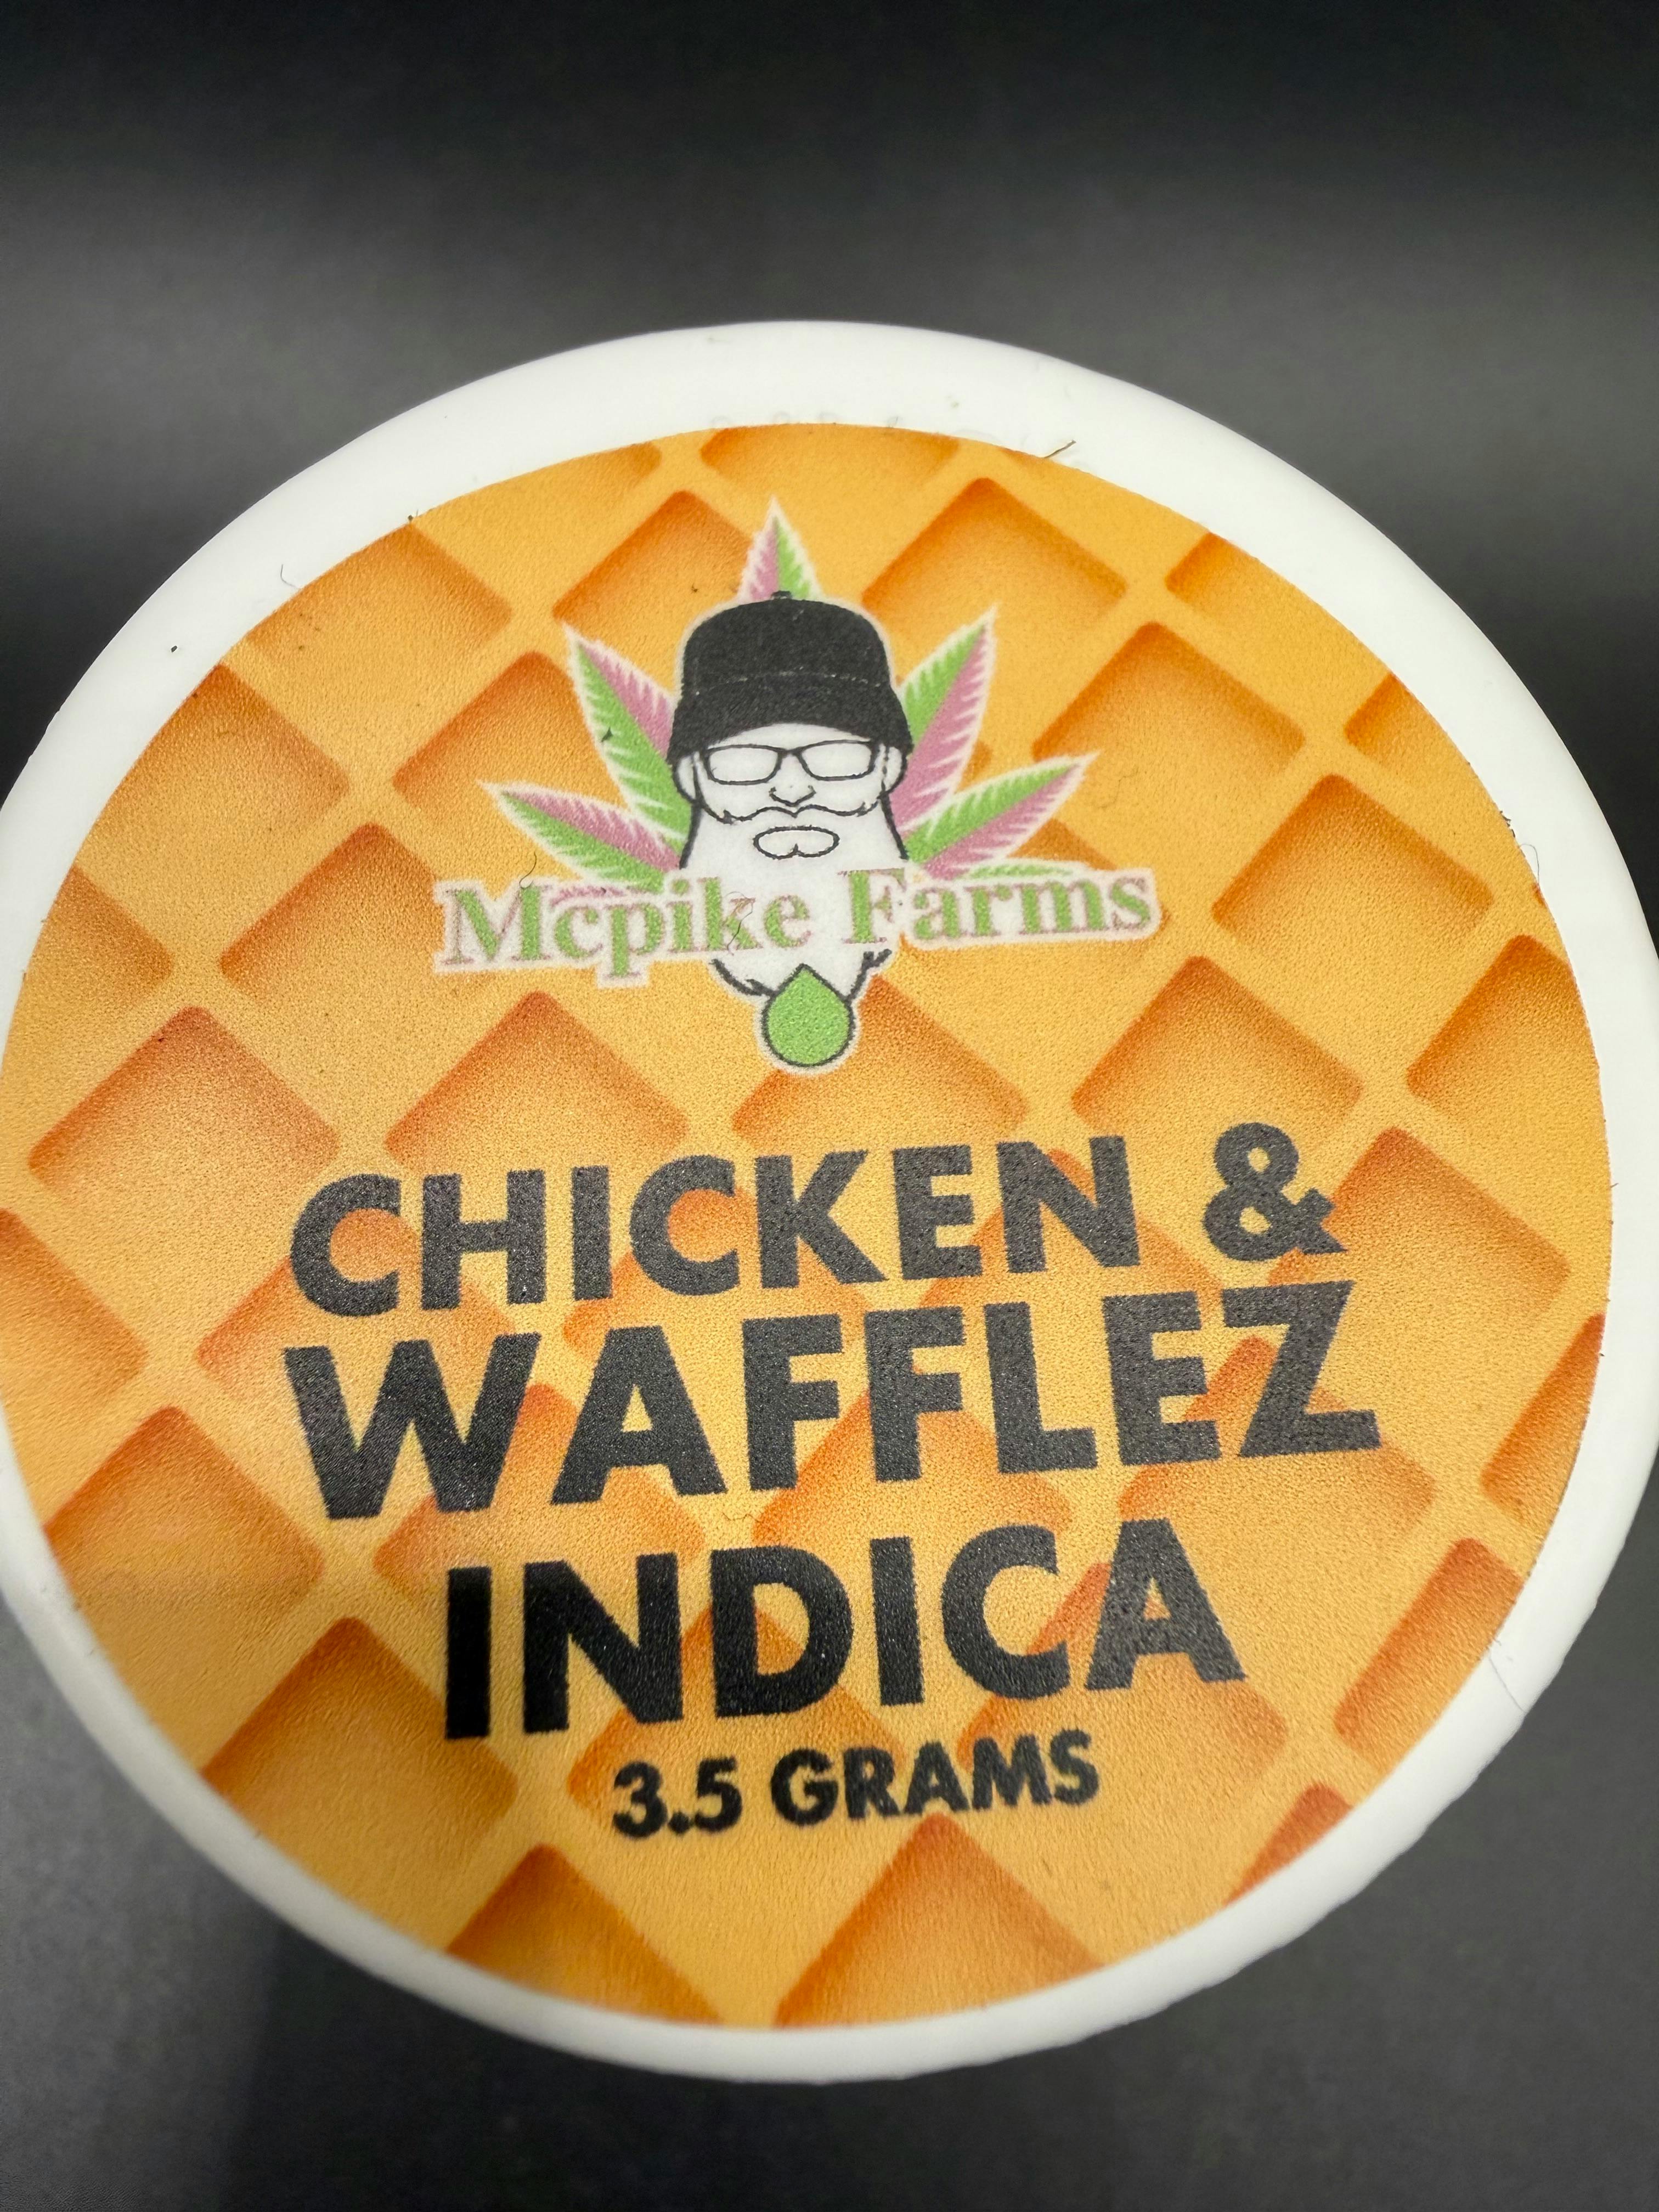 Mcpike Farms
CHICKEN &
WAFFLEZ
INDICA
3.5 GRAMS